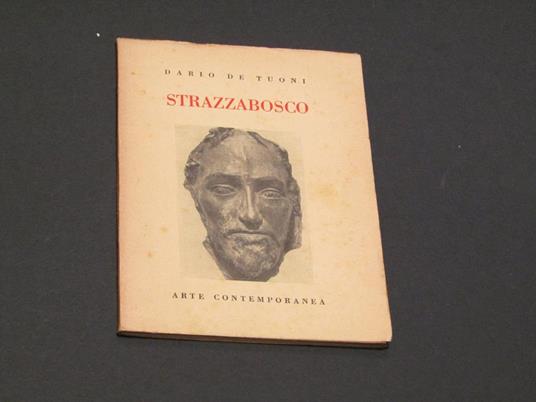 DARIO DE TUONI
STRAZZABOSCO
ARTE CONTEMPORANEA